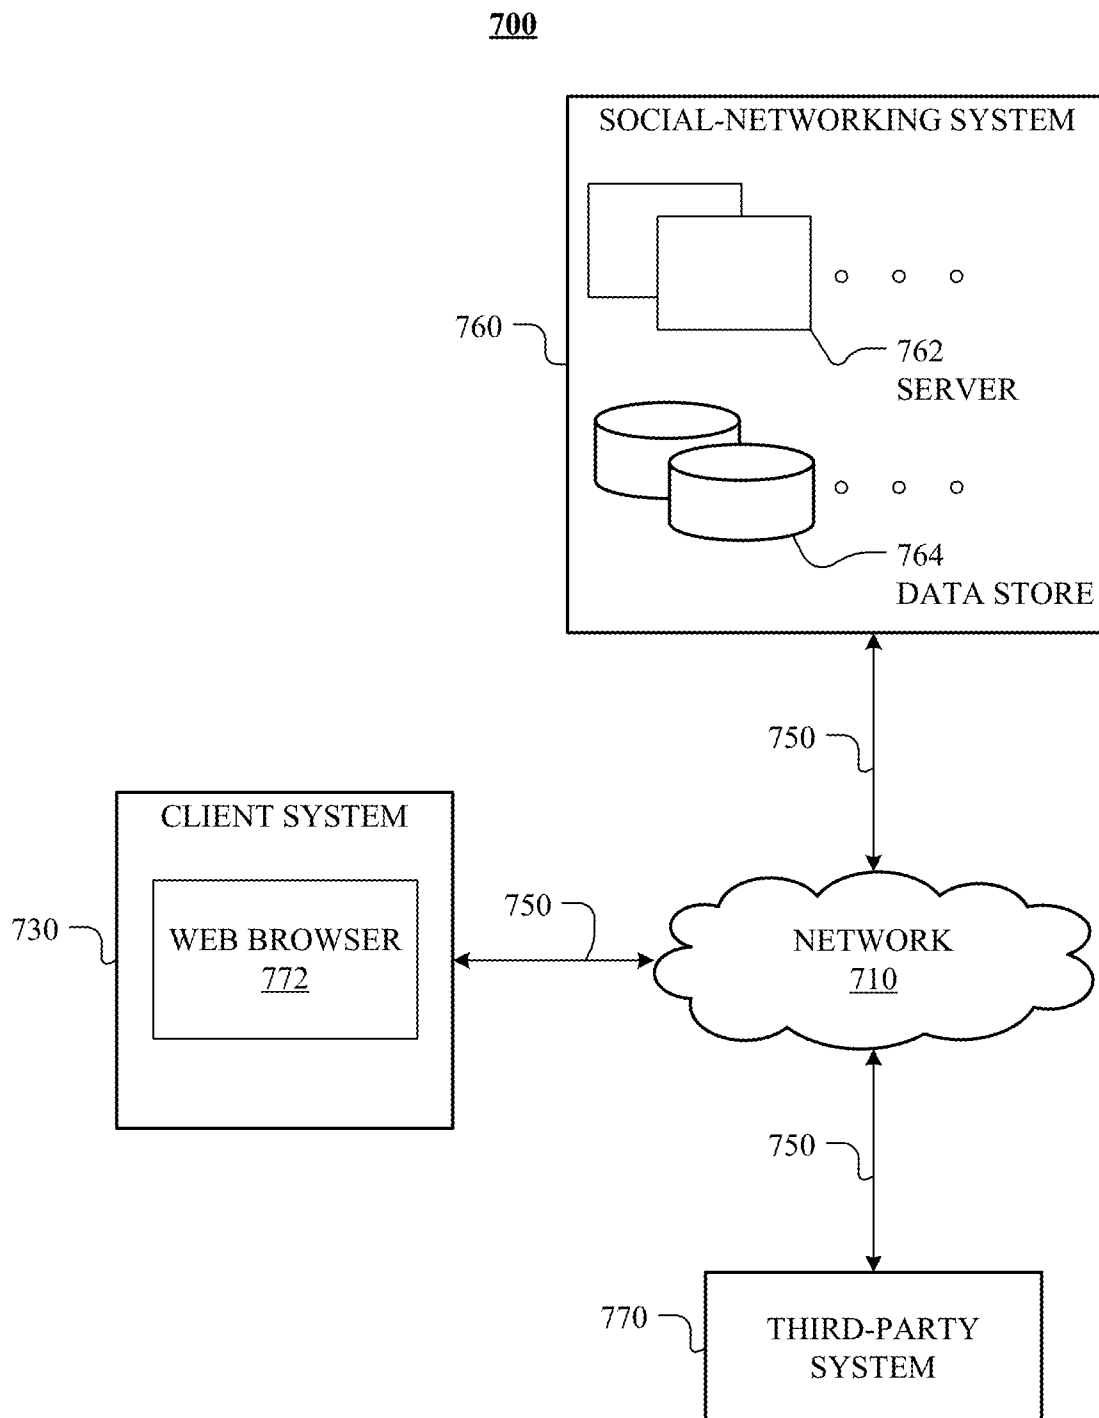 700
SOCIAL-NETWORKING SYSTEM
760
762
SERVER
764
DATA STORE
750
CLIENT SYSTEM
730
WEB BROWSER
772
750
NETWORK
710
750
770
THIRD-PARTY
SYSTEM